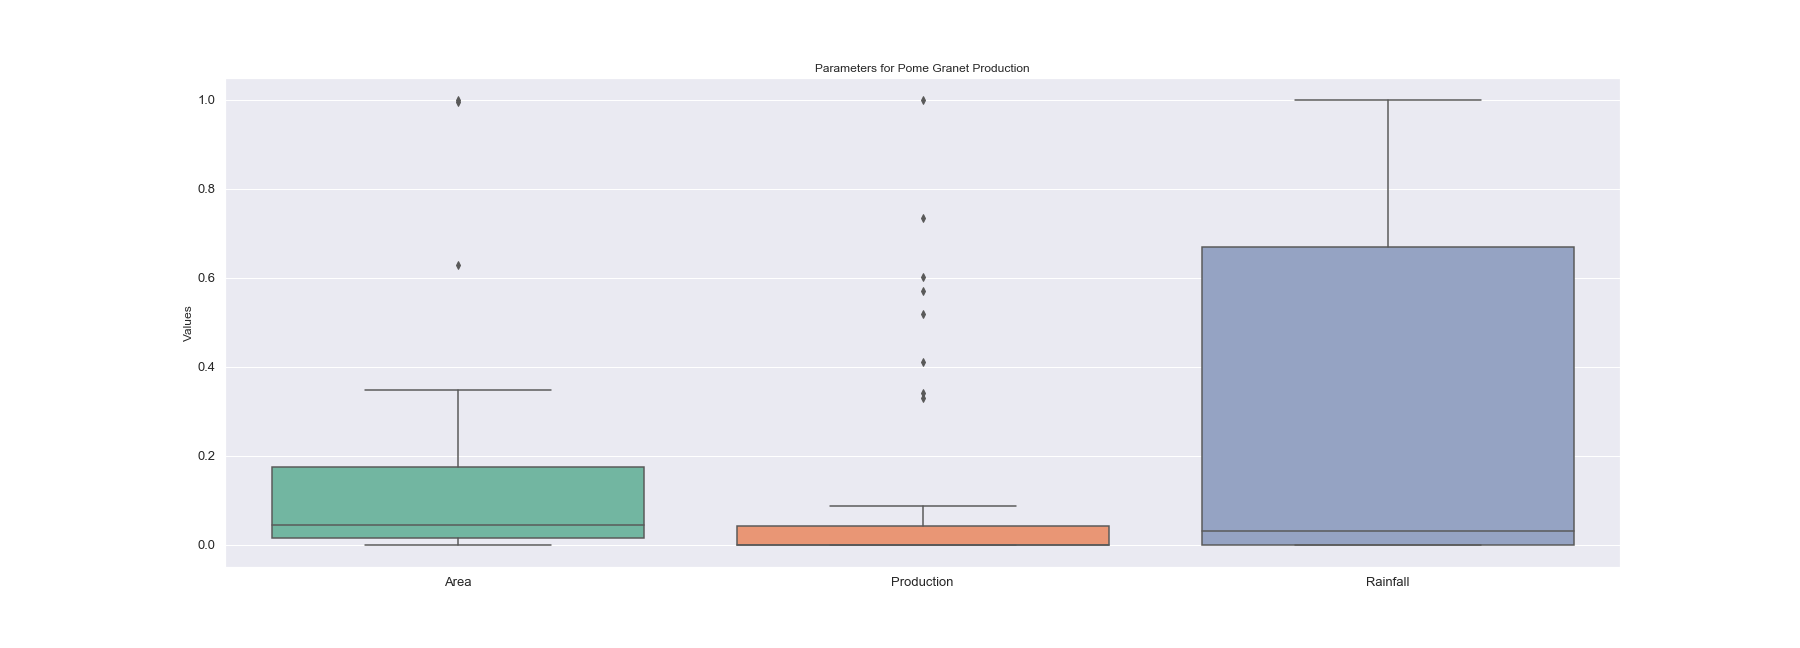 Parameters for Pome Granet Production
1.0
0.8
0.6
0.4
0.2
0.0
Values
Area
Production
Rainfall